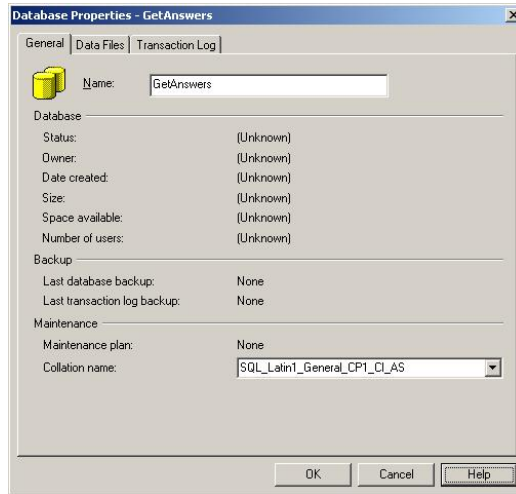 Database Properties - GetAnswers
General Data Files Transaction Log
Name: GetAnswers
Database
Status: (Unknown)
Owner: (Unknown)
Date created: (Unknown)
Size: (Unknown)
Space available: (Unknown)
Number of users: (Unknown)
Backup
Last database backup: None
Last transaction log backup: None
Maintenance
Maintenance plan: None
Collation name: SQL_Latin1_General_CP1_CI_AS
OK Cancel Help